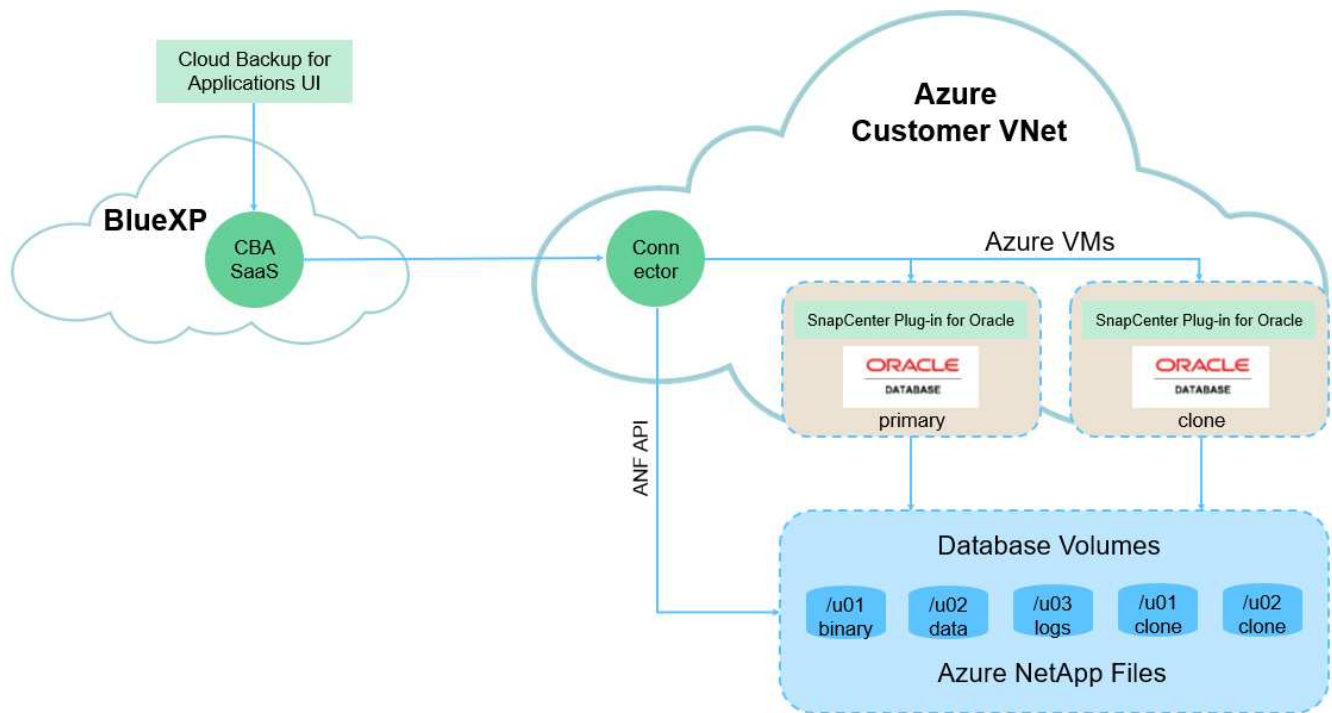 Cloud Backup for
Applications UI
Azure
Customer VNet
BlueXP
CBA
SaaS
Conn
ector
Azure VMs
SnapCenter Plug-in for Oracle
ORACLE
DATABASE
primary
SnapCenter Plug-in for Oracle
ORACLE
DATABASE
clone
ANF API
Database Volumes
/u01
binary
/u02
data
/u03
logs
/u01
clone
/u02
clone
Azure NetApp Files